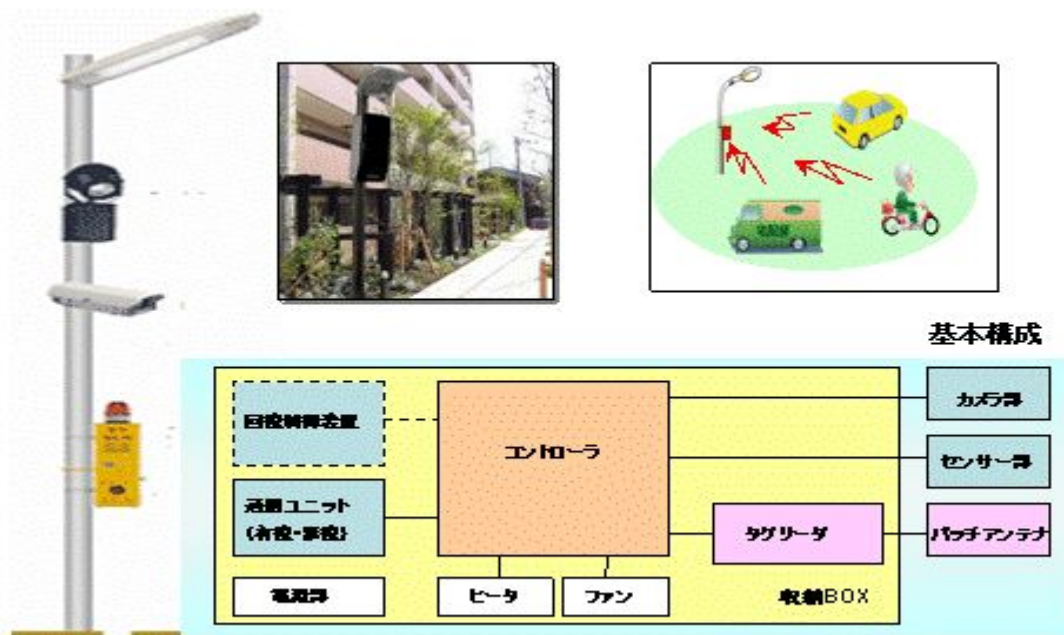 基本構成
回線制御装置
コントローラ
カメラ部
センサー部
通信ユニット
(有線・無線)
タグリーダ
パッチアンテナ
電源部
ヒータ
ファン
収納BOX